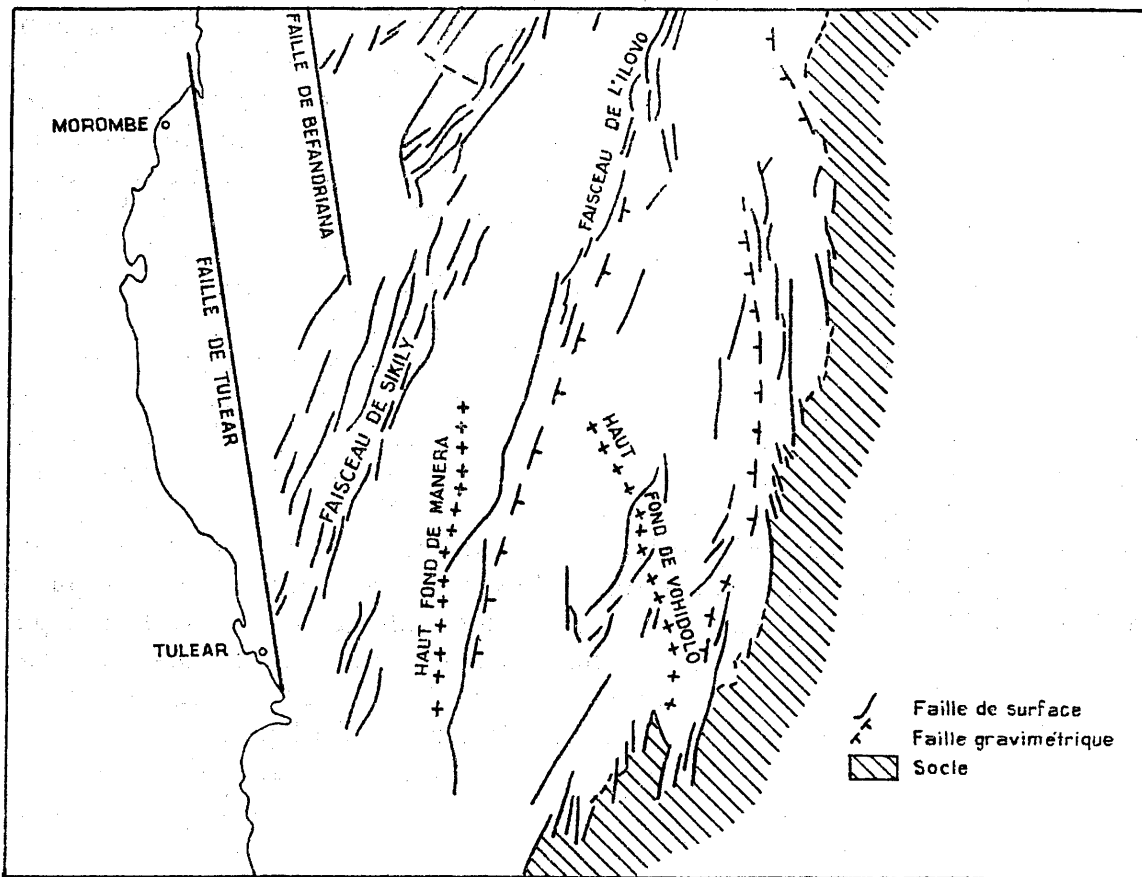 FAILLE DE BEFANDRIANA
FAISCEAU DE L'ILOVO
MOROMBE
FAILLE DE TULEAR
FAISCEAU DE SIKILY
HAUT FOND DE MANERA
HAUT FOND DE VOHIDOLO
TULEAR
Faille de surface
Faille gravimétrique
Socle